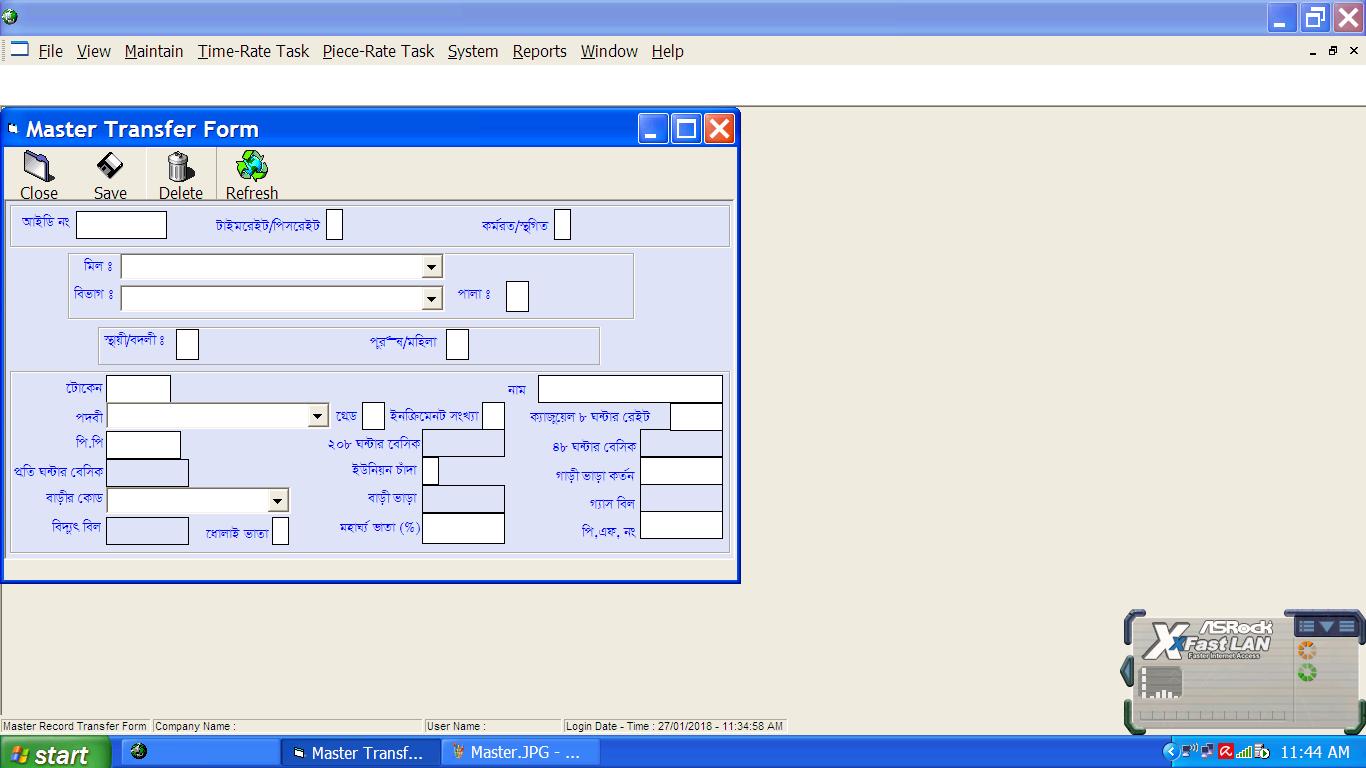 File View Maintain Time-Rate Task Piece-Rate Task System Reports Window Help
Master Transfer Form
Close Save Delete Refresh
আইডি নং টাইমরেইট/পিসরেইট কর্মরত/স্থগিত
মিল ঃ
বিভাগ ঃ পালা ঃ
স্থায়ী/বদলী ঃ পুরুষ/মহিলা
টোকেন নাম
পদবী গ্রেড ইনক্রিমেনট সংখ্যা ক্যাজুয়েল ৮ ঘন্টার রেইট
পি.পি ২০৮ ঘন্টার বেসিক ৪৮ ঘন্টার বেসিক
প্রতি ঘন্টার বেসিক ইউনিয়ন চাঁদা গাড়ী ভাড়া কর্তন
বাড়ীর কোড বাড়ী ভাড়া গ্যাস বিল
বিদ্যুৎ বিল ধোলাই ভাতা মহার্ঘ্য ভাতা (%) পি,এফ, নং
ASRock
XFast LAN
Faster Internet Access
Master Record Transfer Form Company Name : User Name : Login Date - Time : 27/01/2018 - 11:34:58 AM
start Master Transf... Master.JPG - ... 11:44 AM